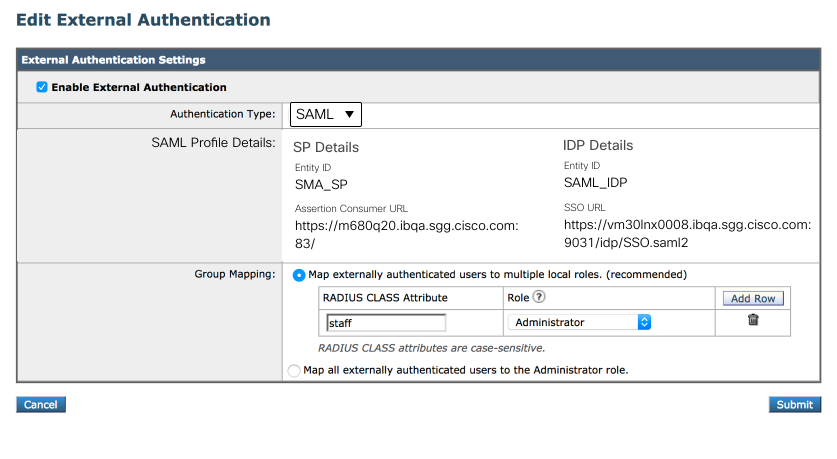 Edit External Authentication
External Authentication Settings
Enable External Authentication
Authentication Type: SAML ▼
SAML Profile Details:
SP Details
Entity ID
SMA_SP
Assertion Consumer URL
https://m680q20.ibqa.sgg.cisco.com:
83/
IDP Details
Entity ID
SAML_IDP
SSO URL
https://vm30lnx0008.ibqa.sgg.cisco.com:
9031/idp/SSO.saml2
Group Mapping:
Map externally authenticated users to multiple local roles. (recommended)
RADIUS CLASS Attribute Role ? Add Row
staff Administrator
RADIUS CLASS attributes are case-sensitive.
Map all externally authenticated users to the Administrator role.
Cancel Submit